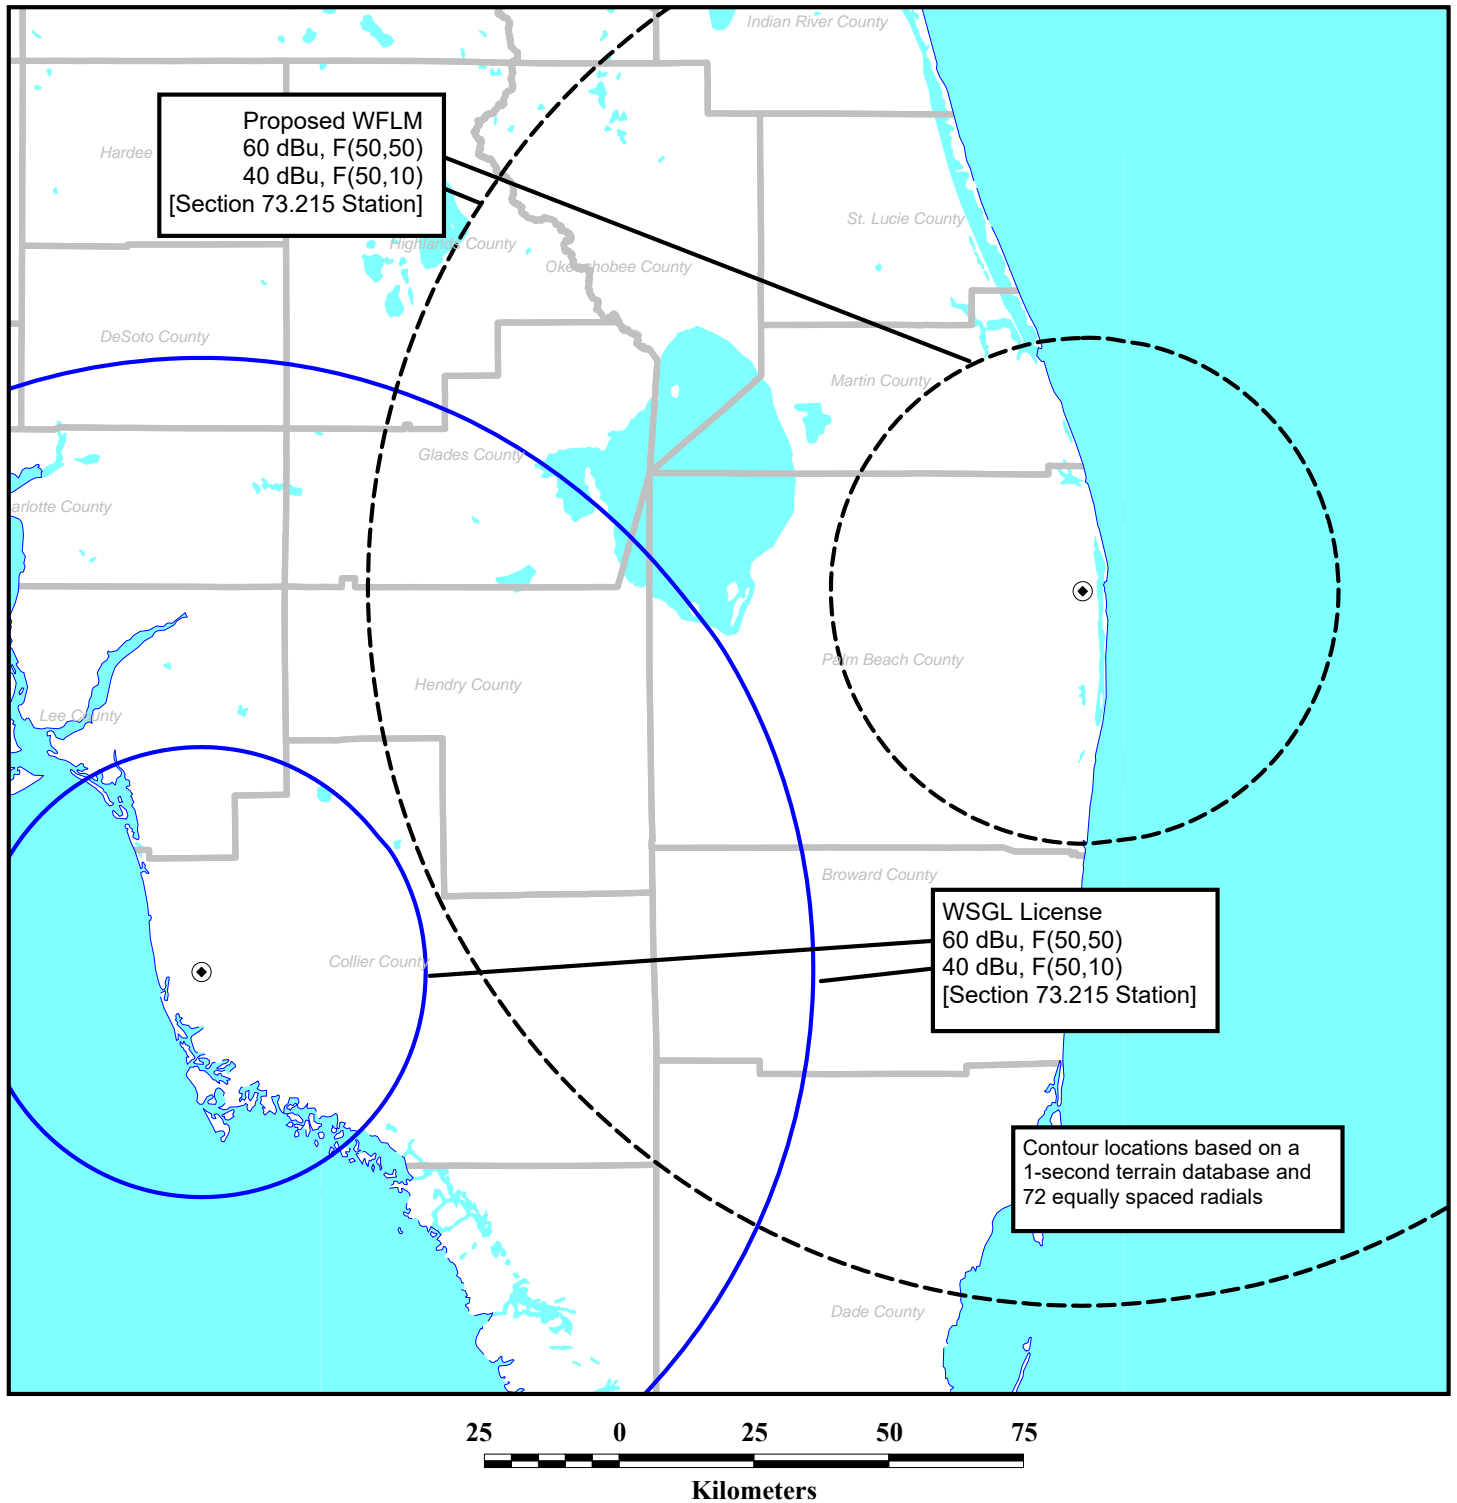 Indian River County
Proposed WFLM
60 dBu, F(50,50)
40 dBu, F(50,10)
[Section 73.215 Station]
Hardee
St. Lucie County
Highlands County
Okeechobee County
DeSoto County
Martin County
Glades County
arlotte County
Palm Beach County
Hendry County
Lee County
Broward County
WSGL License
60 dBu, F(50,50)
40 dBu, F(50,10)
[Section 73.215 Station]
Collier County
Contour locations based on a
1-second terrain database and
72 equally spaced radials
Dade County
25 0 25 50 75
Kilometers